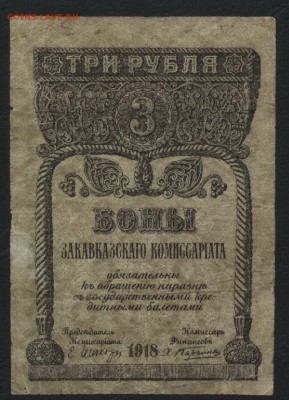 ТРИ РУБЛЯ
3
БОНЫ
ЗАКАВКАЗСКАГО КОМИССАРІАТА
обязательны
къ обращению наравнѣ
съ государственными кре-
дитными билетами
Предсѣдатель Комиссаръ
Комиссаріата Финансовъ
1918